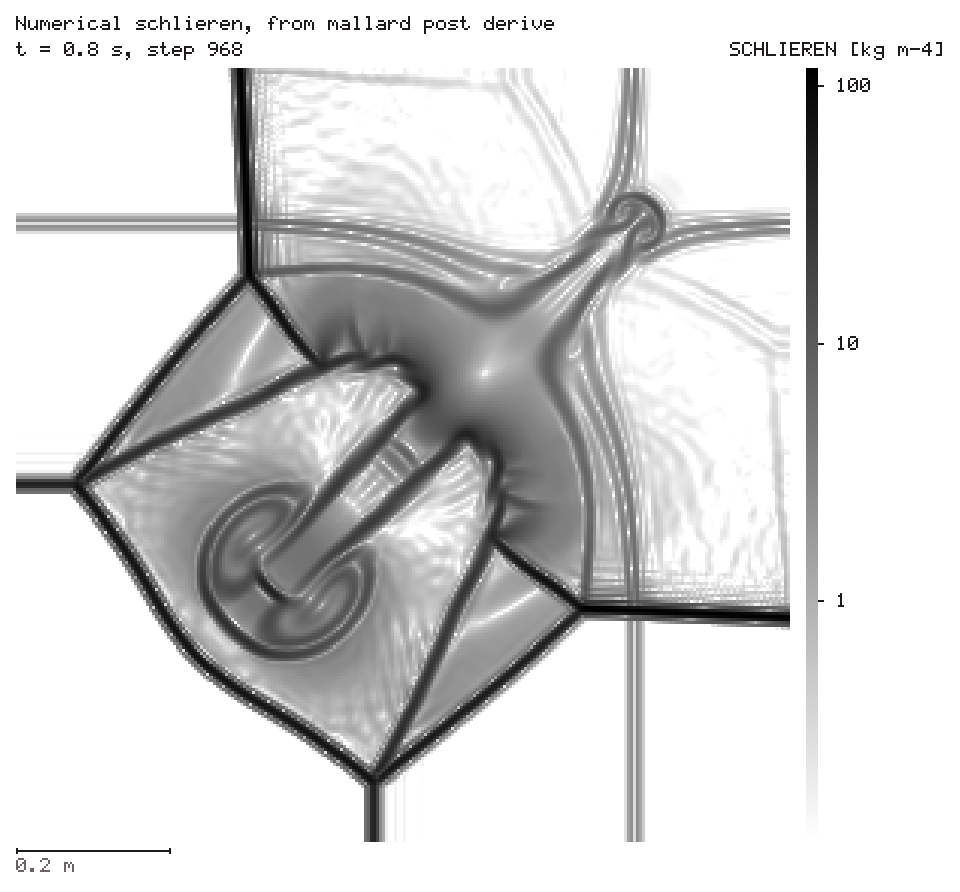 Numerical schlieren, from mallard post derive
t = 0.8 s, step 968
SCHLIEREN [kg m-4]
100
10
1
0.2 m